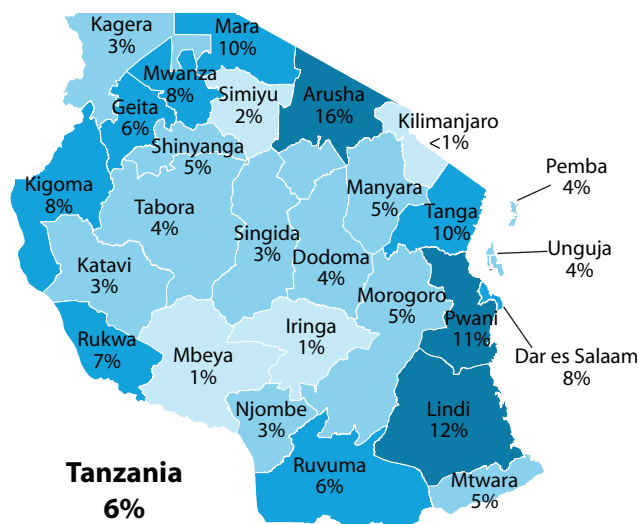 Kagera
3%
Mara
10%
Mwanza
8%
Simiyu
2%
Arusha
16%
Kilimanjaro
<1%
Geita
6%
Shinyanga
5%
Kigoma
8%
Tabora
4%
Singida
3%
Manyara
5%
Tanga
10%
Pemba
4%
Unguja
4%
Katavi
3%
Dodoma
4%
Morogoro
5%
Pwani
11%
Dar es Salaam
8%
Rukwa
7%
Mbeya
1%
Iringa
1%
Njombe
3%
Lindi
12%
Ruvuma
6%
Mtwara
5%
Tanzania
6%